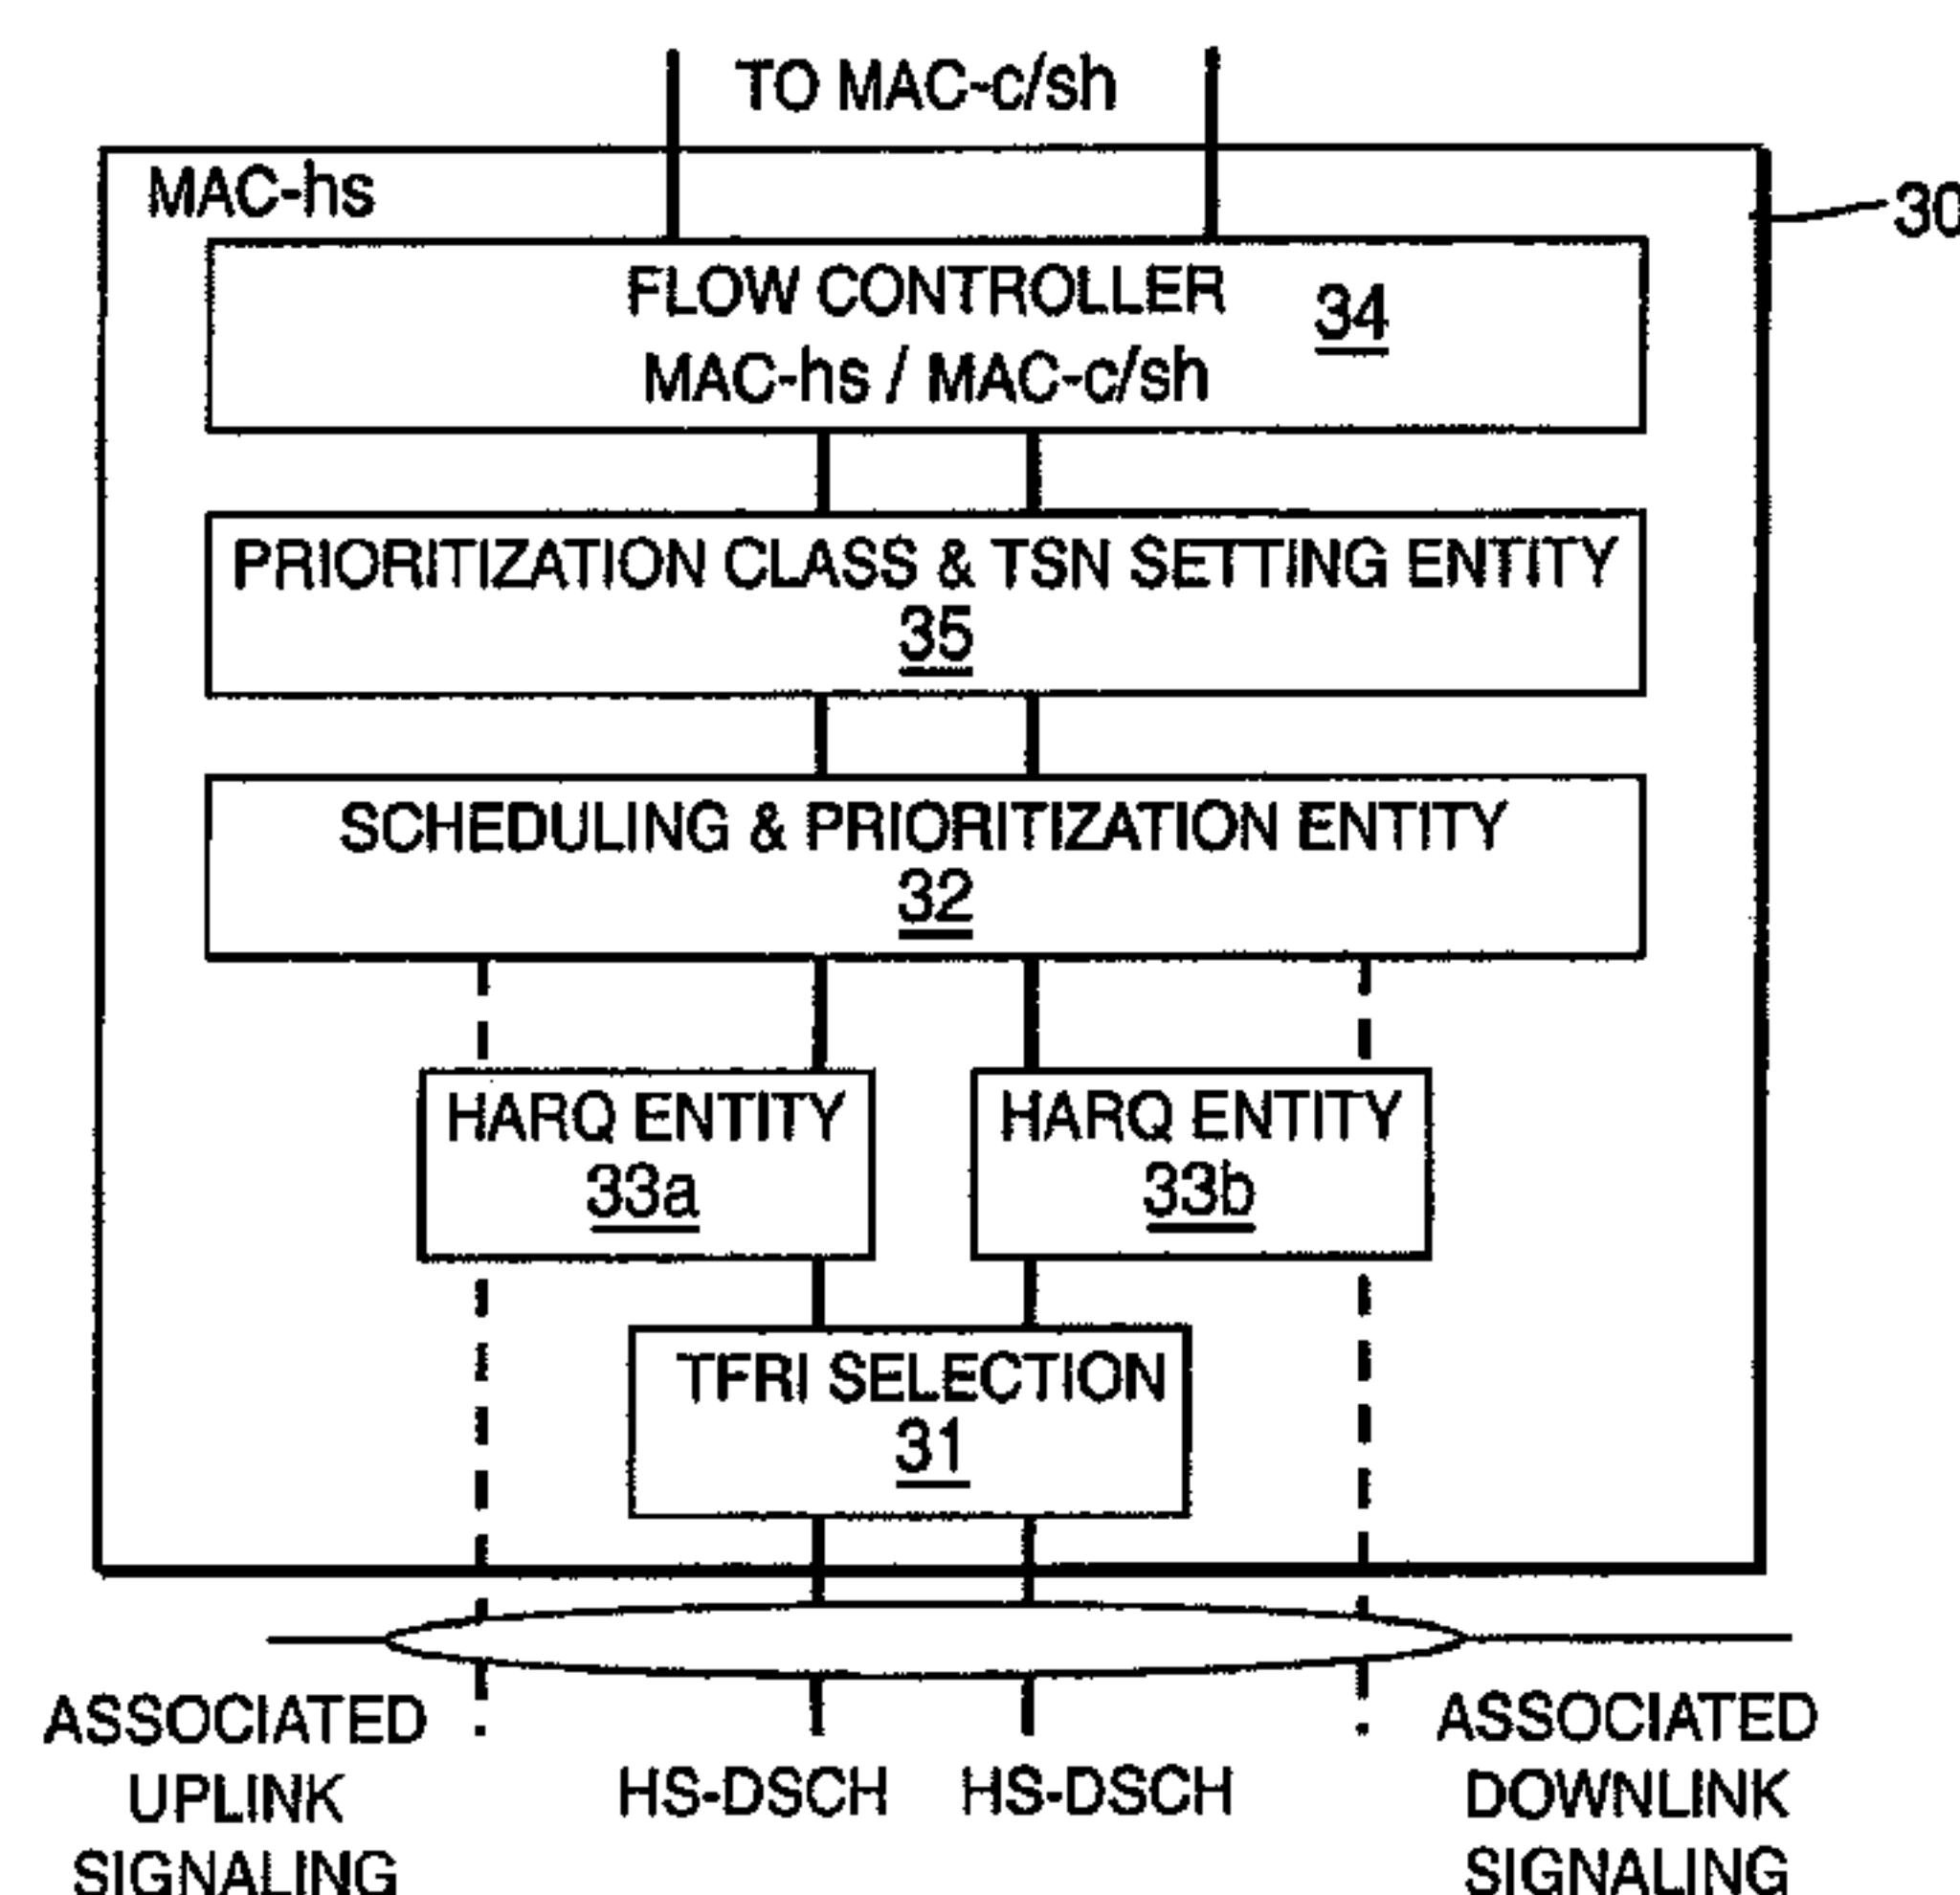 TO MAC-c/sh
MAC-hs
30
FLOW CONTROLLER
34
MAC-hs / MAC-c/sh
PRIORITIZATION CLASS & TSN SETTING ENTITY
35
SCHEDULING & PRIORITIZATION ENTITY
32
HARQ ENTITY
33a
HARQ ENTITY
33b
TFRI SELECTION
31
ASSOCIATED
UPLINK
SIGNALING
HS-DSCH
HS-DSCH
ASSOCIATED
DOWNLINK
SIGNALING